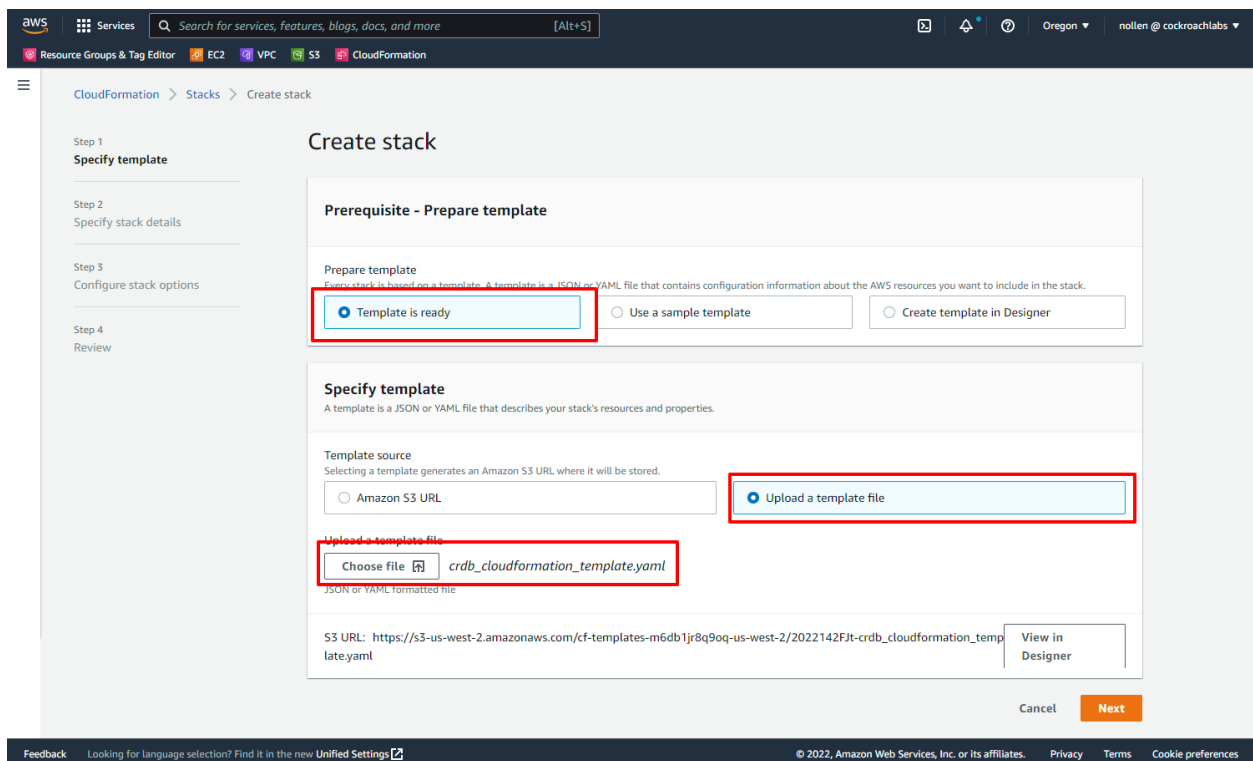 aws
Services
Search for services, features, blogs, docs, and more [Alt+S]
Oregon ▼
nollen @ cockroachlabs ▼
Resource Groups & Tag Editor
EC2
VPC
S3
CloudFormation
CloudFormation > Stacks > Create stack
Step 1
Specify template
Step 2
Specify stack details
Step 3
Configure stack options
Step 4
Review
Create stack
Prerequisite - Prepare template
Prepare template
Every stack is based on a template. A template is a JSON or YAML file that contains configuration information about the AWS resources you want to include in the stack.
Template is ready
Use a sample template
Create template in Designer
Specify template
A template is a JSON or YAML file that describes your stack's resources and properties.
Template source
Selecting a template generates an Amazon S3 URL where it will be stored.
Amazon S3 URL
Upload a template file
Upload a template file
Choose file crdb_cloudformation_template.yaml
JSON or YAML formatted file
S3 URL: https://s3-us-west-2.amazonaws.com/cf-templates-m6db1jr8q9oq-us-west-2/2022142FJt-crdb_cloudformation_temp
late.yaml
View in
Designer
Cancel
Next
Feedback
Looking for language selection? Find it in the new Unified Settings
© 2022, Amazon Web Services, Inc. or its affiliates.
Privacy
Terms
Cookie preferences